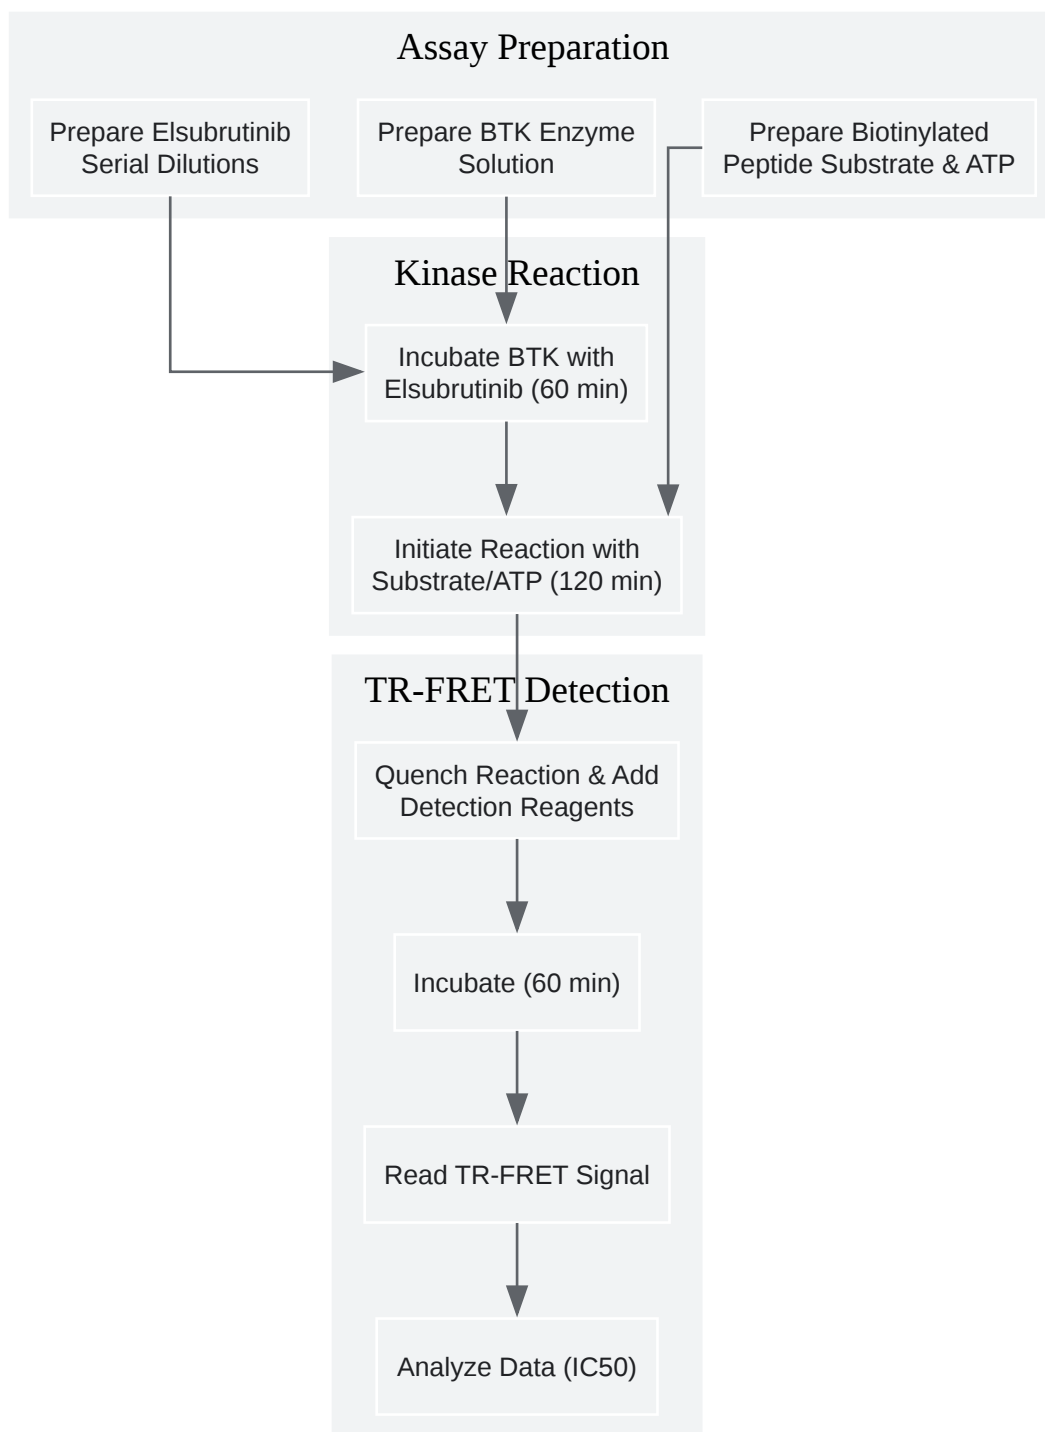 Assay Preparation
Prepare Elsubrutinib
Serial Dilutions
Prepare BTK Enzyme
Solution
Prepare Biotinylated
Peptide Substrate & ATP
Kinase Reaction
Incubate BTK with
Elsubrutinib (60 min)
Initiate Reaction with
Substrate/ATP (120 min)
TR-FRET Detection
Quench Reaction & Add
Detection Reagents
Incubate (60 min)
Read TR-FRET Signal
Analyze Data (IC50)